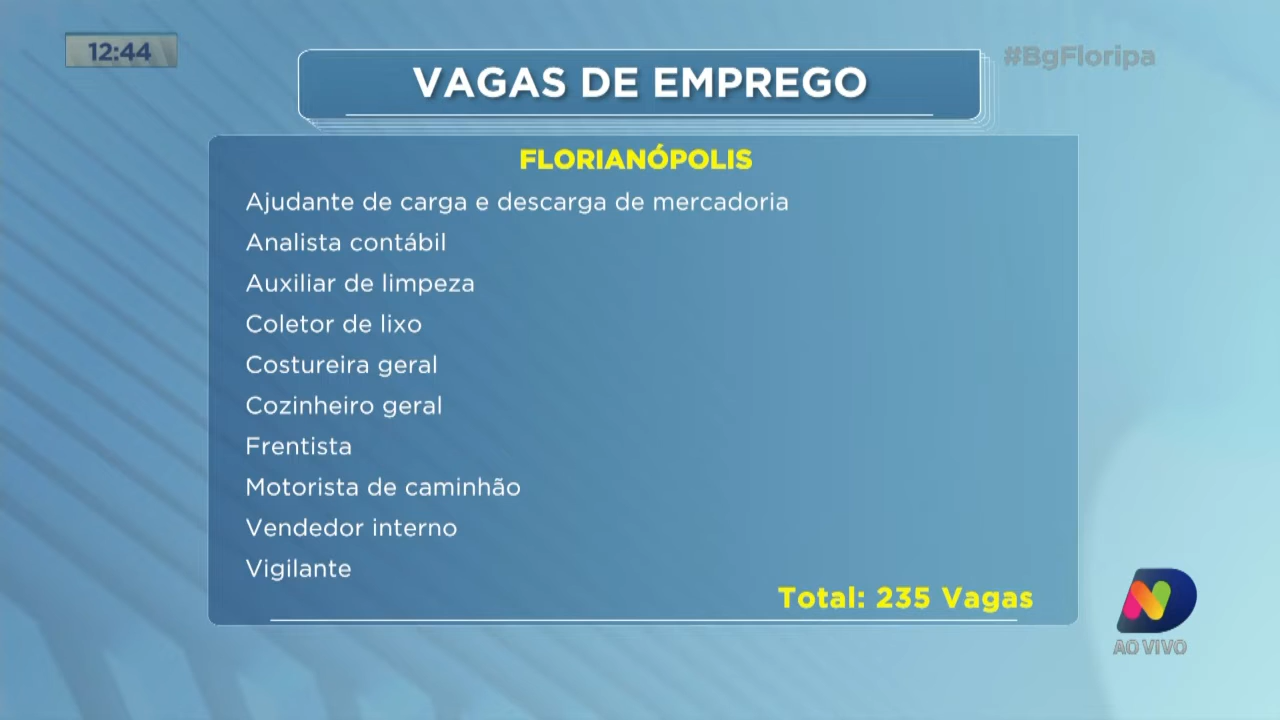 12:44
VAGAS DE EMPREGO
#BgFloripa
FLORIANÓPOLIS
Ajudante de carga e descarga de mercadoria
Analista contábil
Auxiliar de limpeza
Coletor de lixo
Costureira geral
Cozinheiro geral
Frentista
Motorista de caminhão
Vendedor interno
Vigilante
Total: 235 Vagas
ND
AO VIVO